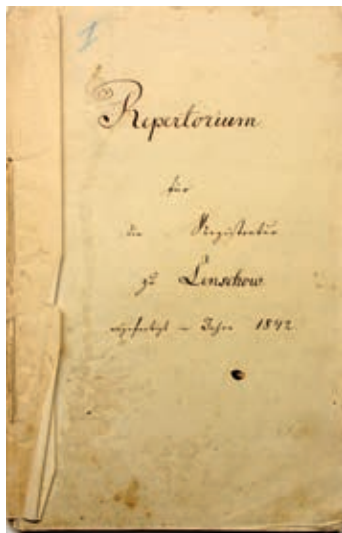 1
Repertorium
für
die Registratur
zu Lenschow
angefertigt im Jahre 1842.